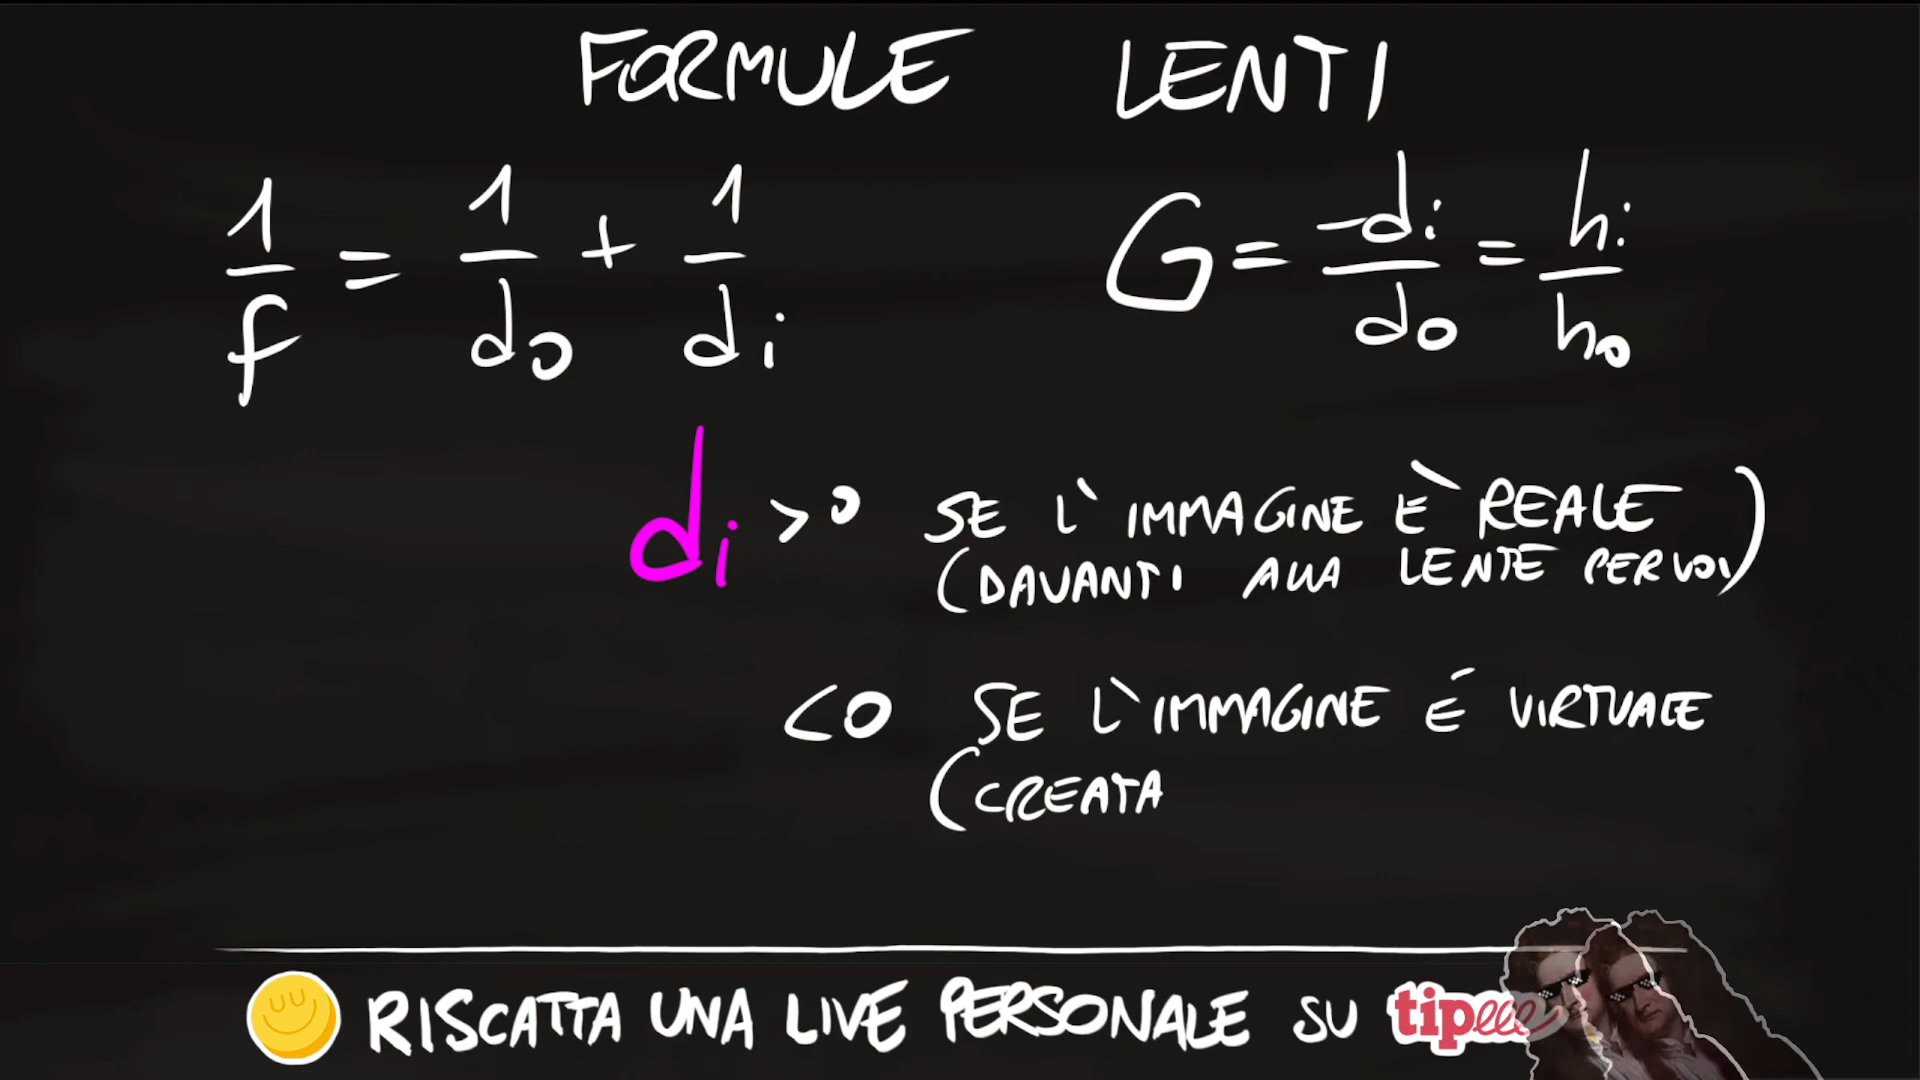 FORMULE LENTI
1/f = 1/do + 1/di
G = -di/do = hi/ho
di >0 SE L' IMMAGINE È REALE
(DAVANTI ALLA LENTE PER VOI)
<0 SE L'IMMAGINE É VIRTUALE
(CREATA
RISCATTA UNA LIVE PERSONALE SU tipeee